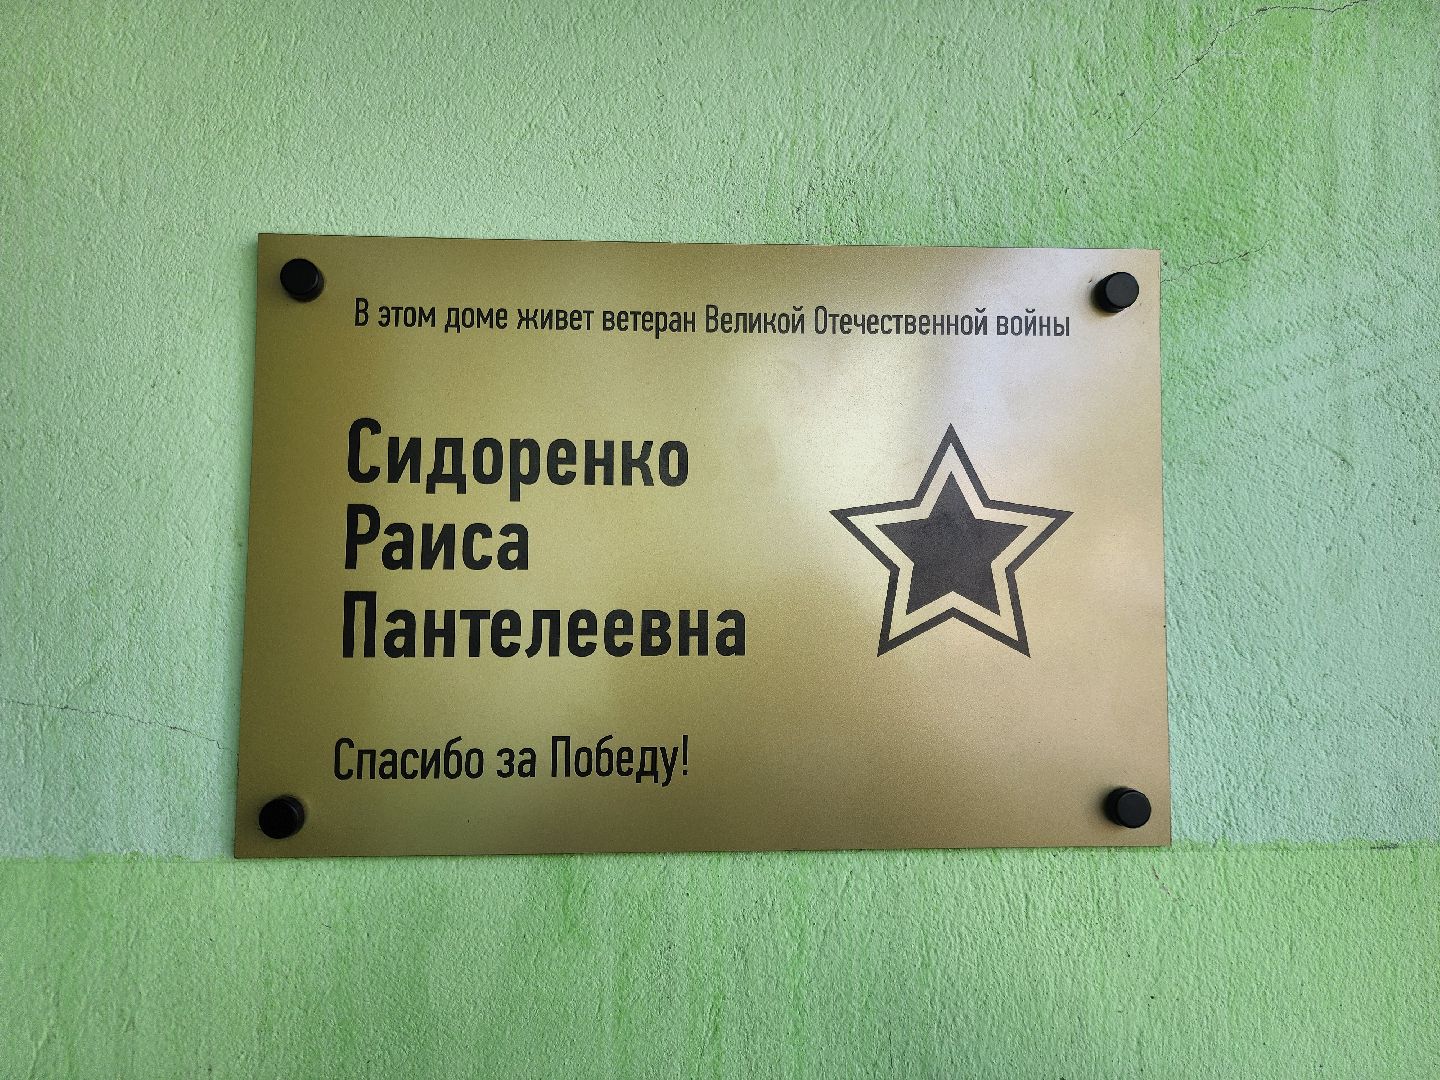 В этом доме живет ветеран Великой Отечественной войны
Сидоренко
Раиса
Пантелеевна
Спасибо за Победу!